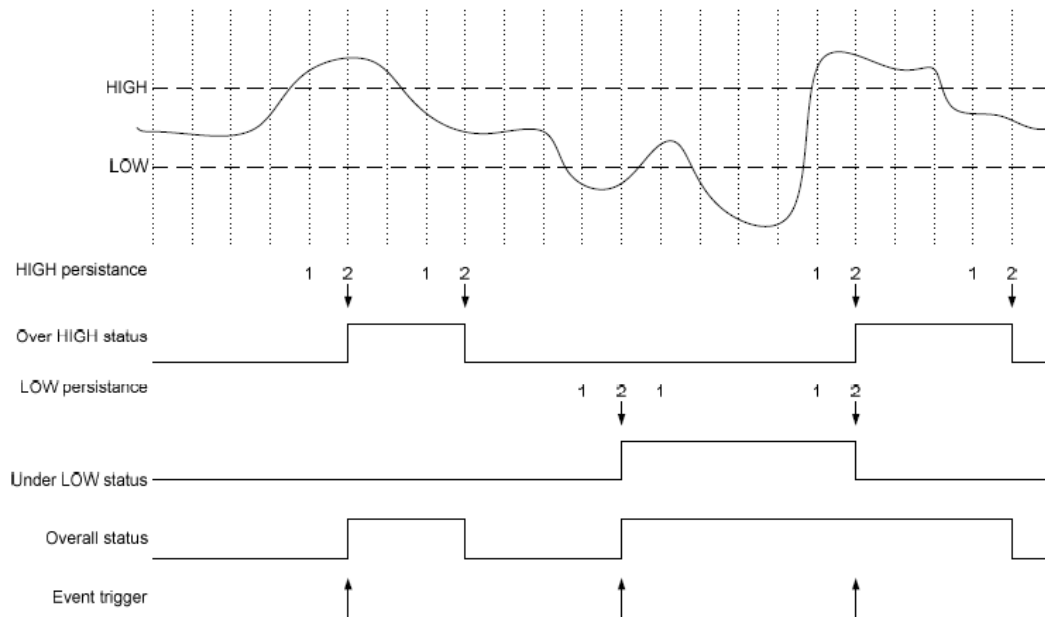 HIGH
LOW
HIGH persistance 1 2 1 2 1 2 1 2
Over HIGH status
LOW persistance 1 2 1 1 2
Under LOW status
Overall status
Event trigger